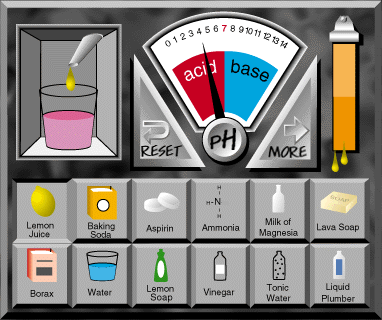 0 1 2 3 4 5 6 7 8 9 10 11 12 13 14
acid base
pH
RESET MORE
H
H-N
H
Lemon Juice
Baking Soda
Aspirin
Ammonia
Milk of Magnesia
Lava Soap
SOAP
Borax
Water
Lemon Soap
Vinegar
Tonic Water
Liquid Plumber